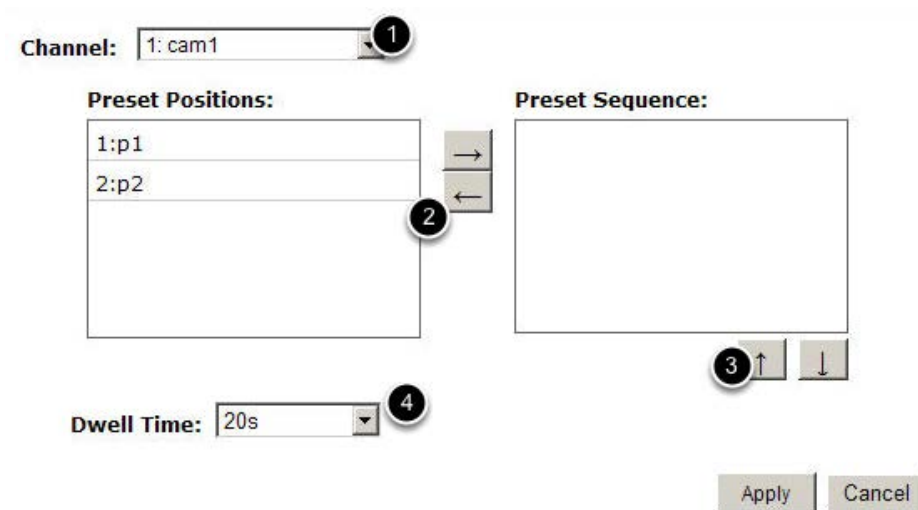 Channel: 1: cam1 1
Preset Positions: Preset Sequence:
1:p1 →
2:p2 ←
2
3 ↑ ↓
Dwell Time: 20s 4
Apply Cancel